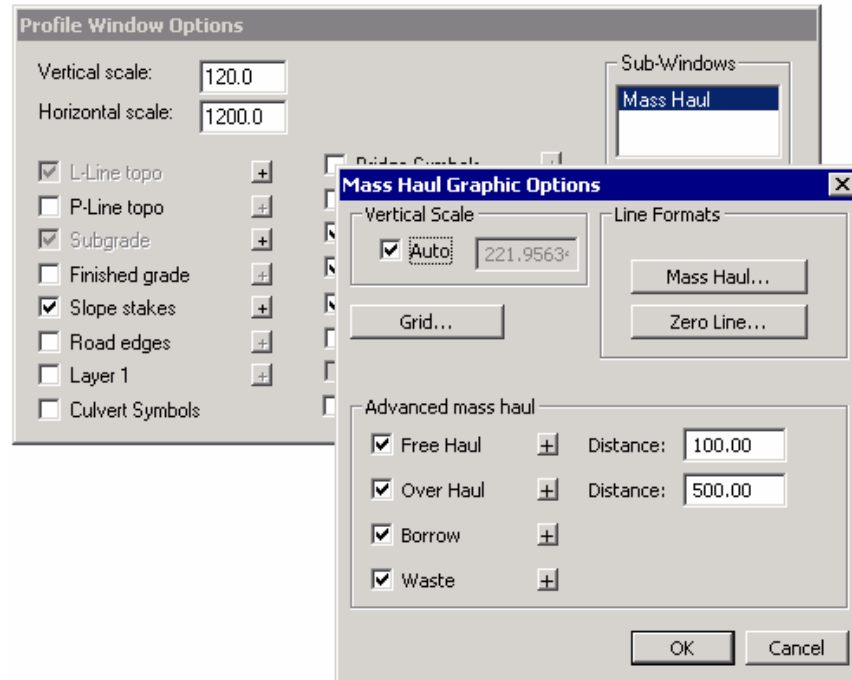 Profile Window Options
Vertical scale: 120.0
Horizontal scale: 1200.0
Sub-Windows
Mass Haul
L-Line topo
P-Line topo
Subgrade
Finished grade
Slope stakes
Road edges
Layer 1
Culvert Symbols
Bridge Symbols
Mass Haul Graphic Options
Vertical Scale
Auto 221.9563
Line Formats
Mass Haul...
Zero Line...
Grid...
Advanced mass haul
Free Haul + Distance: 100.00
Over Haul + Distance: 500.00
Borrow +
Waste +
OK Cancel